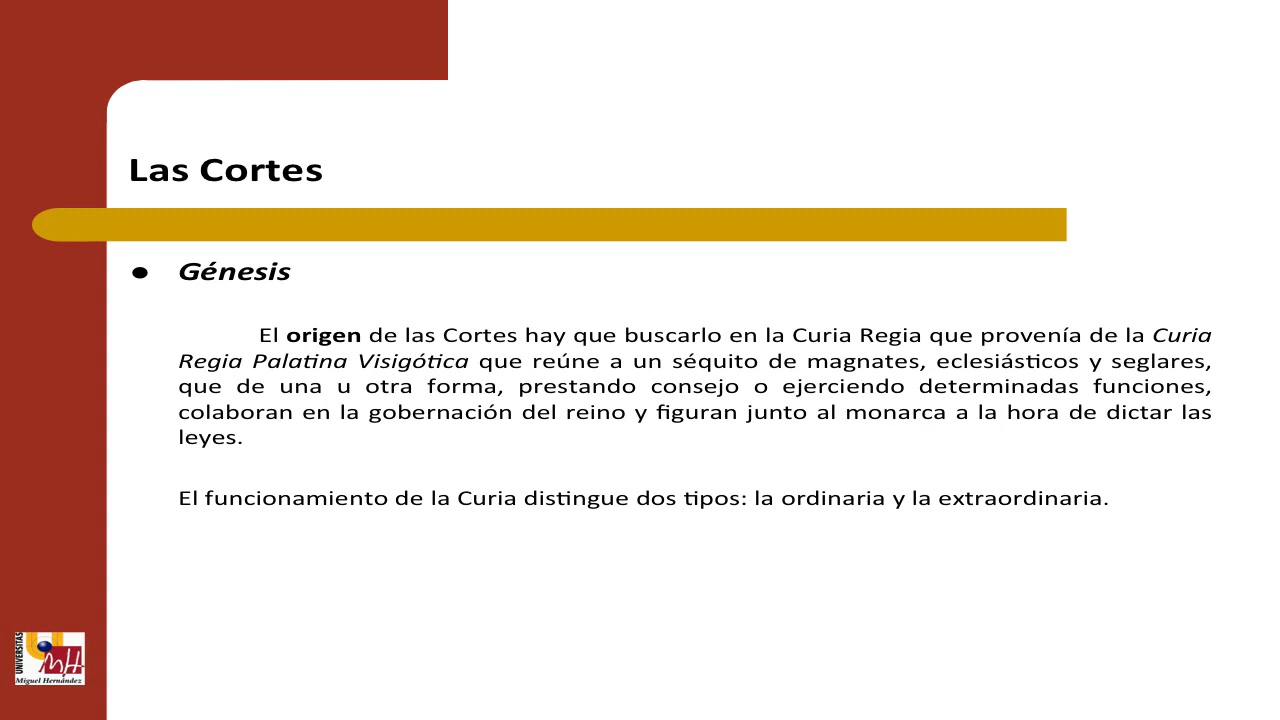 Las Cortes
● Génesis
El origen de las Cortes hay que buscarlo en la Curia Regia que provenía de la Curia
Regia Palatina Visigótica que reúne a un séquito de magnates, eclesiásticos y seglares,
que de una u otra forma, prestando consejo o ejerciendo determinadas funciones,
colaboran en la gobernación del reino y figuran junto al monarca a la hora de dictar las
leyes.
El funcionamiento de la Curia distingue dos tipos: la ordinaria y la extraordinaria.
UNIVERSITAS
MH
Miguel Hernández